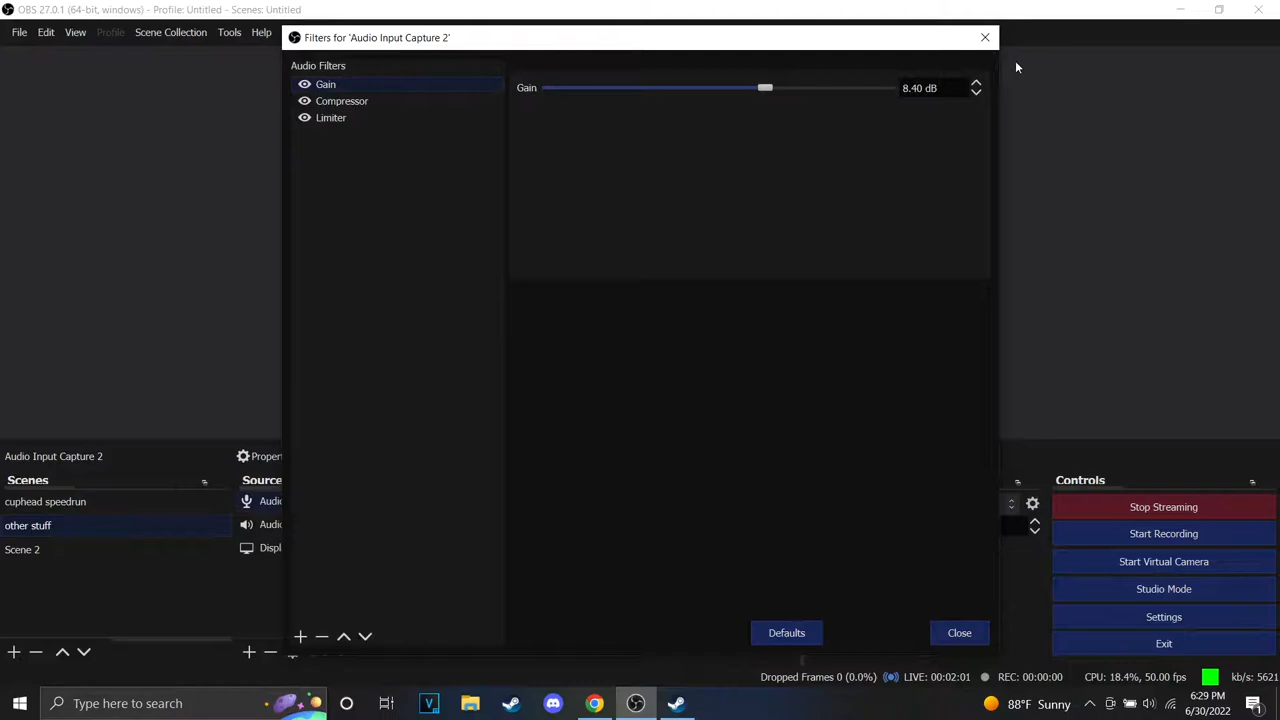 OBS 27.0.1 (64-bit, windows) - Profile: Untitled - Scenes: Untitled
File Edit View Profile Scene Collection Tools Help
Filters for 'Audio Input Capture 2'
Audio Filters
Gain
Compressor
Limiter
Gain 8.40 dB
Defaults
Close
Audio Input Capture 2
Proper
Scenes
cuphead speedrun
other stuff
Scene 2
Source
Audio
Audio
Displ
Controls
Stop Streaming
Start Recording
Start Virtual Camera
Studio Mode
Settings
Exit
Dropped Frames 0 (0.0%) LIVE: 00:02:01 REC: 00:00:00 CPU: 18.4%, 50.00 fps kb/s: 5621
Type here to search
V
88°F Sunny
6:29 PM
6/30/2022
1